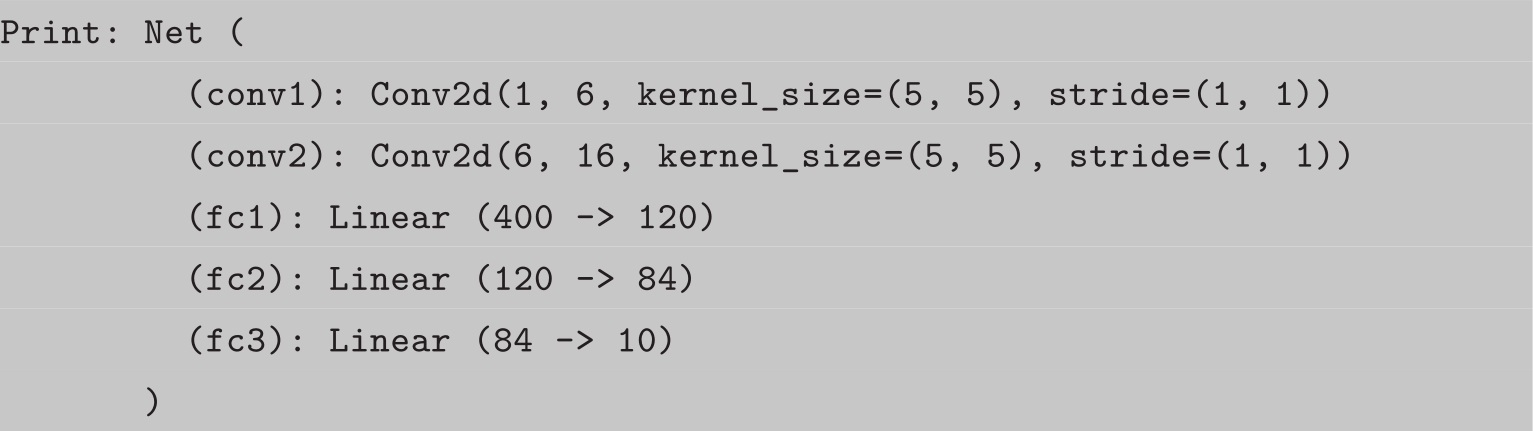 Print: Net (
(conv1): Conv2d(1, 6, kernel_size=(5, 5), stride=(1, 1))
(conv2): Conv2d(6, 16, kernel_size=(5, 5), stride=(1, 1))
(fc1): Linear (400 -> 120)
(fc2): Linear (120 -> 84)
(fc3): Linear (84 -> 10)
)